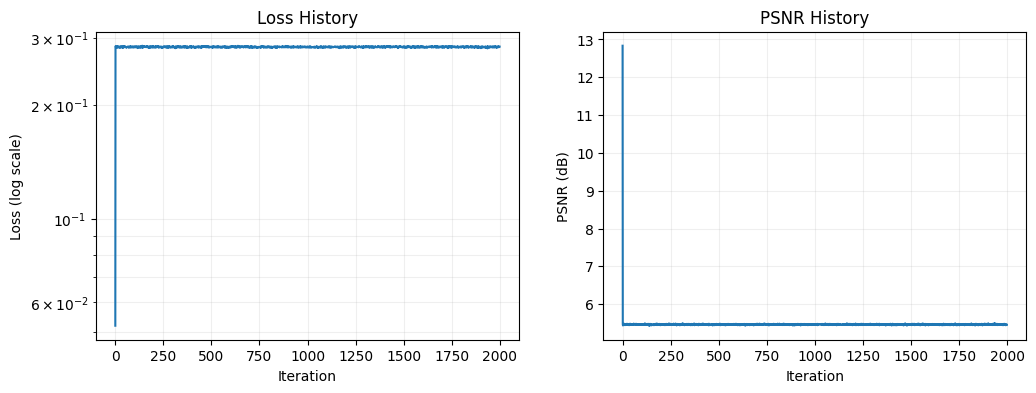 Loss History
Loss (log scale)
3 × 10⁻¹
2 × 10⁻¹
10⁻¹
6 × 10⁻²
0 250 500 750 1000 1250 1500 1750 2000
Iteration
PSNR History
PSNR (dB)
13
12
11
10
9
8
7
6
0 250 500 750 1000 1250 1500 1750 2000
Iteration